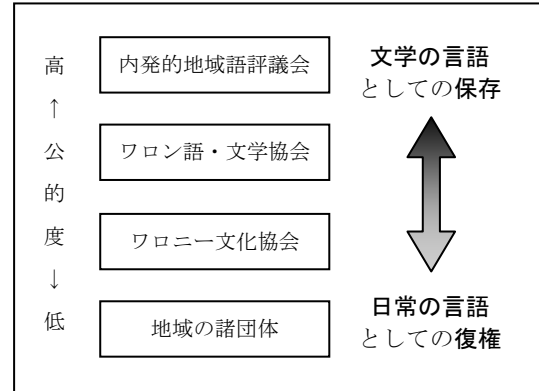 高
↑
公
的
度
↓
低
内発的地域語評議会
ワロン語・文学協会
ワロニー文化協会
地域の諸団体
文学の言語
としての保存
日常の言語
としての復権